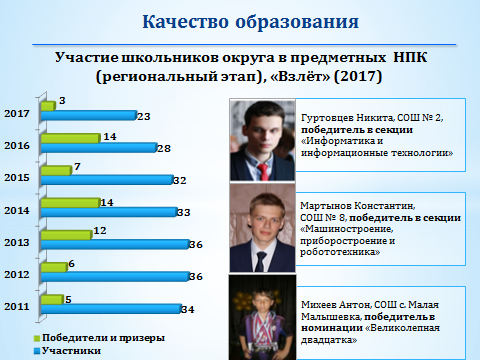 Качество образования
Участие школьников округа в предметных НПК
(региональный этап), «Взлёт» (2017)
2017
3
23
2016
14
28
2015
7
32
2014
14
33
2013
12
36
2012
6
36
2011
5
34
Победители и призеры
Участники
Гуртовцев Никита, СОШ № 2,
победитель в секции
«Информатика и
информационные технологии»
Мартынов Константин,
СОШ № 8, победитель в секции
«Машиностроение,
приборостроение и
робототехника»
Михеев Антон, СОШ с. Малая
Малышевка, победитель в
номинации «Великолепная
двадцатка»